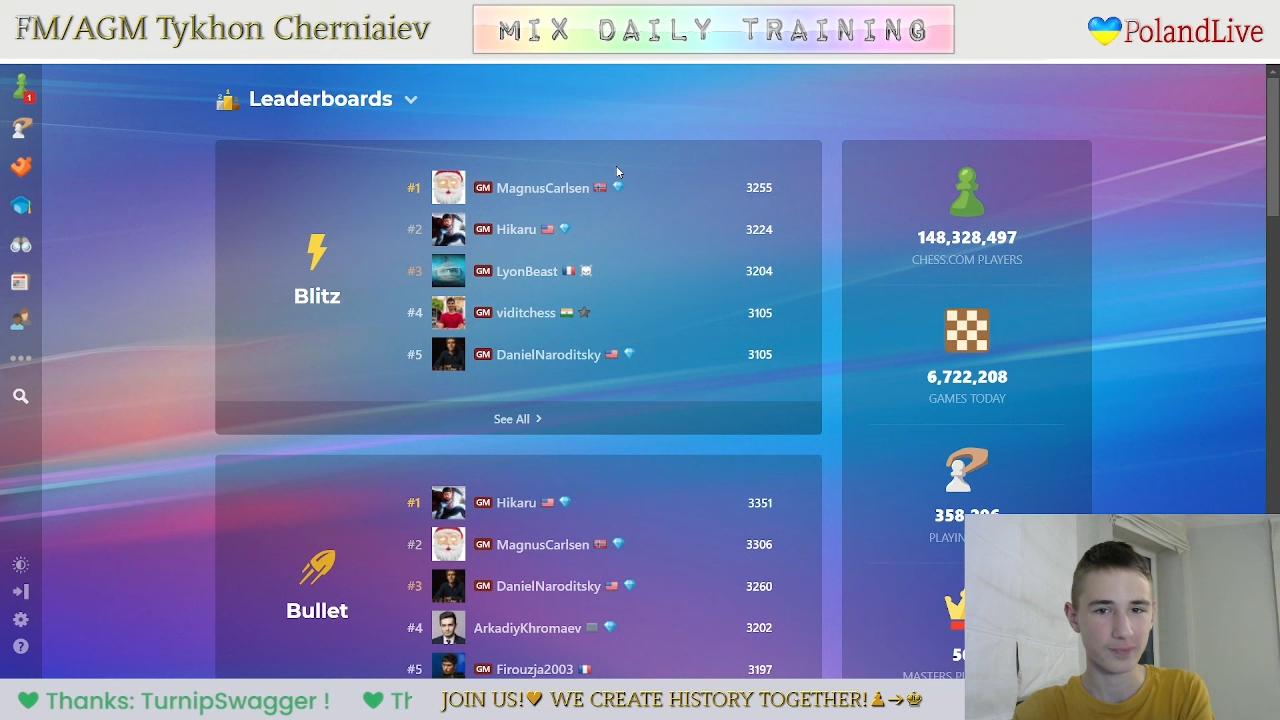 FM/AGM Tykhon Cherniaiev
MIX DAILY TRAINING
PolandLive
1
Leaderboards
Blitz
#1 GM MagnusCarlsen 3255
#2 GM Hikaru 3224
#3 GM LyonBeast 3204
#4 GM viditchess 3105
#5 GM DanielNaroditsky 3105
See All >
148,328,497
CHESS.COM PLAYERS
6,722,208
GAMES TODAY
Bullet
#1 GM Hikaru 3351
#2 GM MagnusCarlsen 3306
#3 GM DanielNaroditsky 3260
#4 ArkadiyKhromaev 3202
#5 GM Firouzja2003 3197
Thanks: TurnipSwagger !
Th
JOIN US! WE CREATE HISTORY TOGETHER!